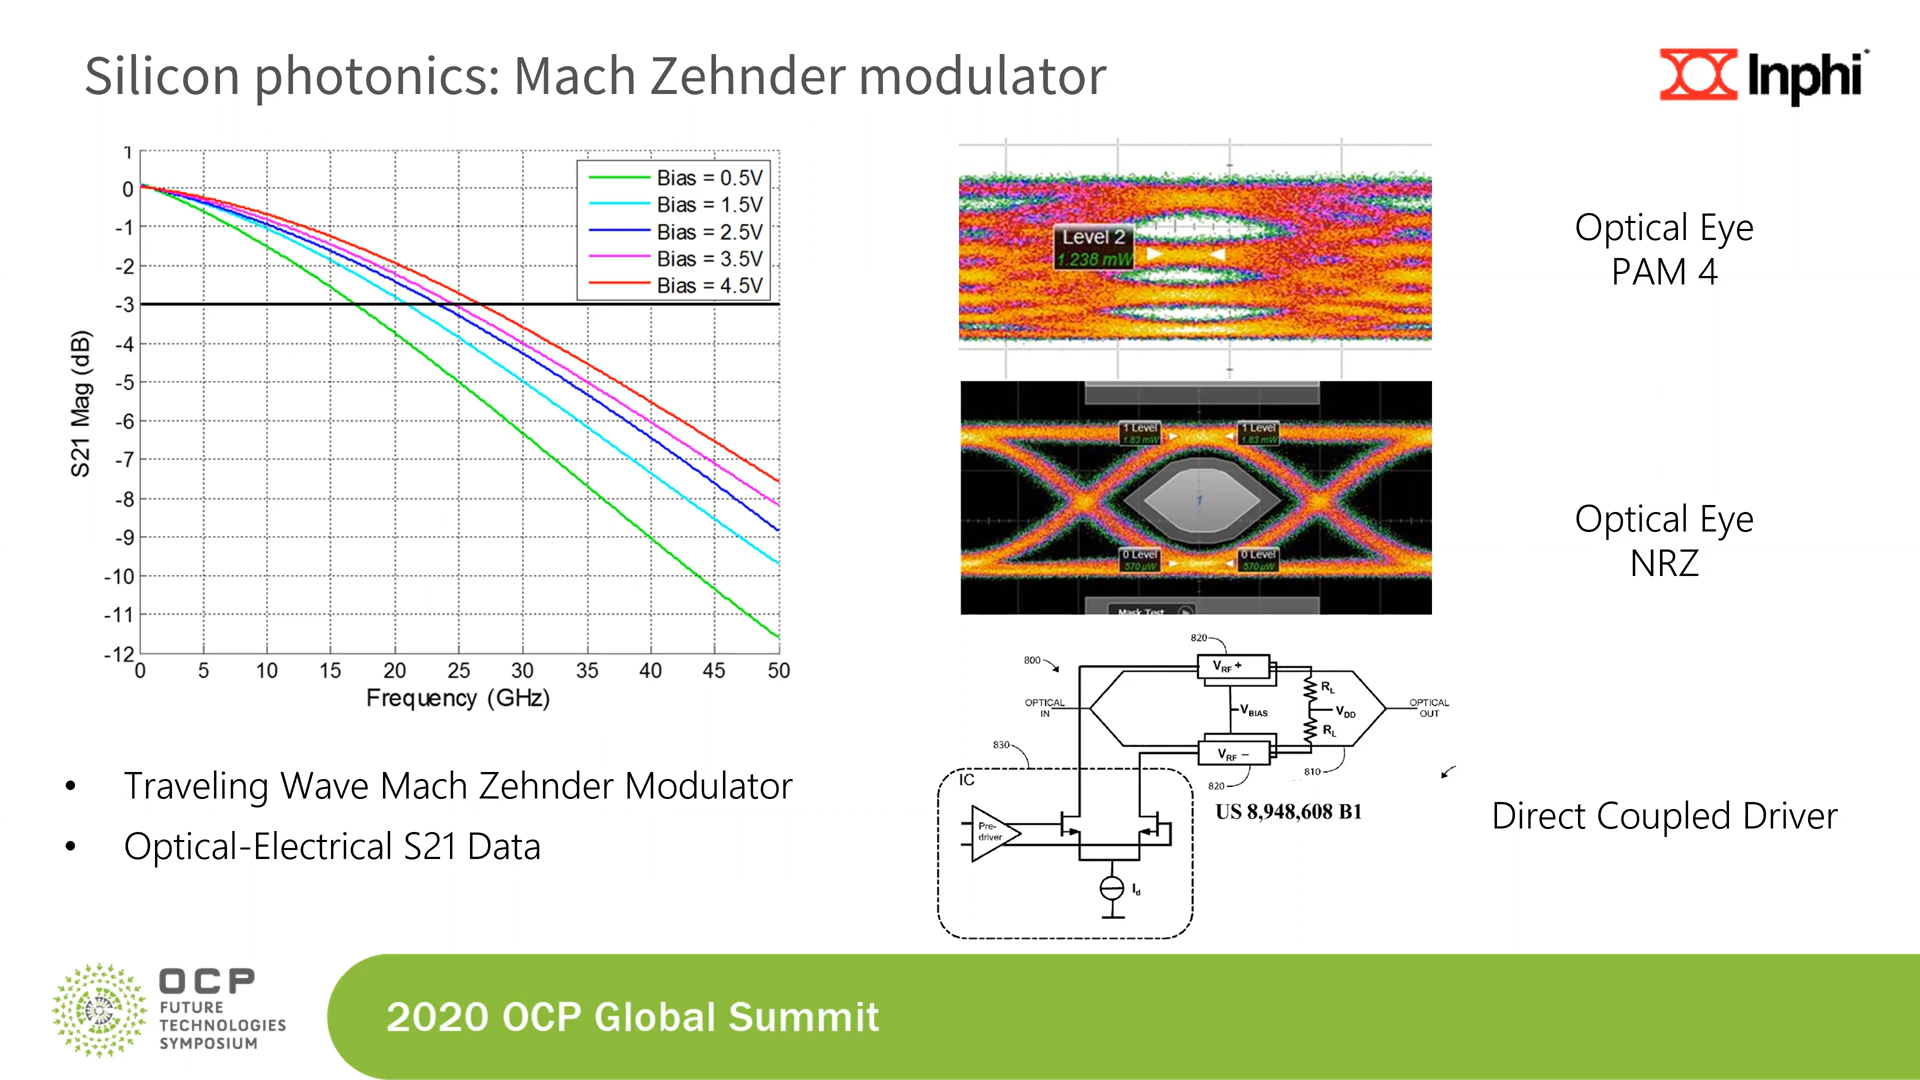 Silicon photonics: Mach Zehnder modulator
Inphi
1
0
-1
-2
-3
-4
-5
-6
-7
-8
-9
-10
-11
-12
S21 Mag (dB)
0 5 10 15 20 25 30 35 40 45 50
Frequency (GHz)
Bias = 0.5V
Bias = 1.5V
Bias = 2.5V
Bias = 3.5V
Bias = 4.5V
Level 2
1.238 mW
Optical Eye
PAM 4
1 Level
1.83 mW
1 Level
1.83 mW
1
0 Level
570 µW
0 Level
570 µW
Mask Test
Optical Eye
NRZ
820
800
VRF +
RL
OPTICAL
IN
VBIAS
VDD
OPTICAL
OUT
RL
830
VRF –
810
820
IC
Pre-
driver
Id
US 8,948,608 B1
Direct Coupled Driver
• Traveling Wave Mach Zehnder Modulator
• Optical-Electrical S21 Data
OCP
FUTURE
TECHNOLOGIES
SYMPOSIUM
2020 OCP Global Summit